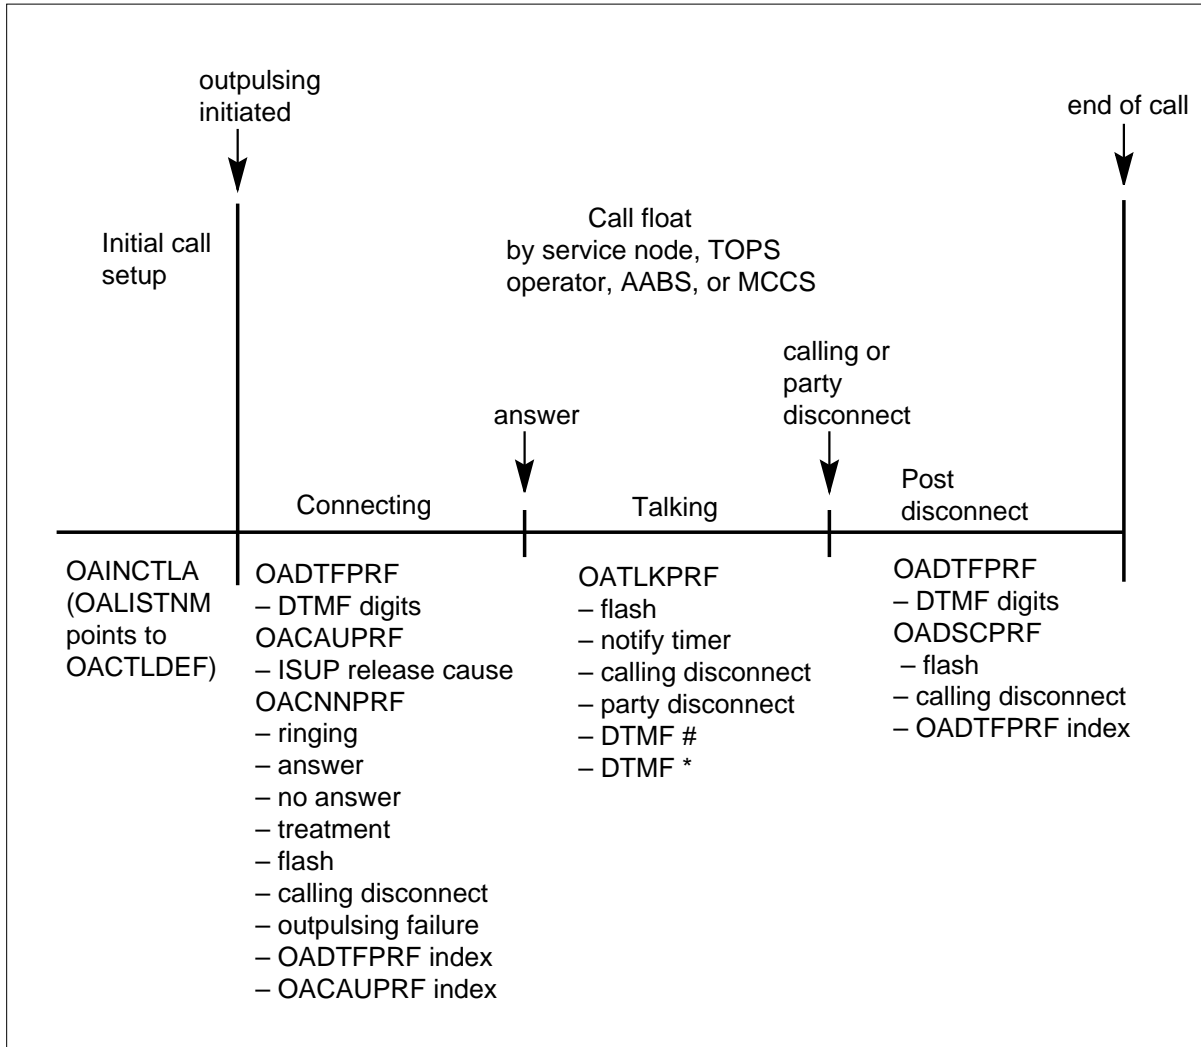 outpulsing
initiated
end of call
Initial call
setup
Call float
by service node, TOPS
operator, AABS, or MCCS
calling or
party
disconnect
answer
Connecting
Talking
Post
disconnect
OAINCTLA
(OALISTNM
points to
OACTLDEF)
OADTFPRF
– DTMF digits
OACAUPRF
– ISUP release cause
OACNNPRF
– ringing
– answer
– no answer
– treatment
– flash
– calling disconnect
– outpulsing failure
– OADTFPRF index
– OACAUPRF index
OATLKPRF
– flash
– notify timer
– calling disconnect
– party disconnect
– DTMF #
– DTMF *
OADTFPRF
– DTMF digits
OADSCPRF
– flash
– calling disconnect
– OADTFPRF index